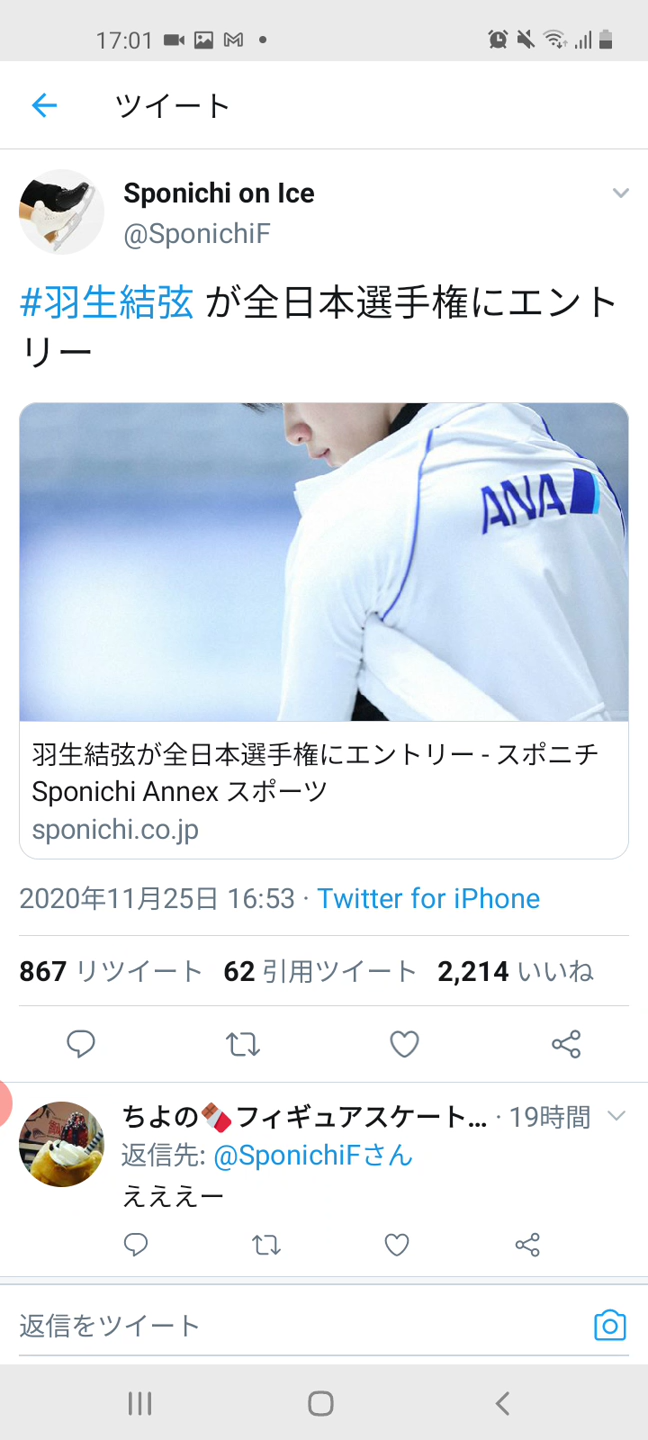 17:01
ツイート
Sponichi on Ice
@SponichiF
#羽生結弦 が全日本選手権にエント
リー
ANA
羽生結弦が全日本選手権にエントリー - スポニチ
Sponichi Annex スポーツ
sponichi.co.jp
2020年11月25日 16:53 · Twitter for iPhone
867 リツイート 62 引用ツイート 2,214 いいね
ちよの🍫フィギュアスケート... · 19時間
返信先: @SponichiFさん
えええー
返信をツイート